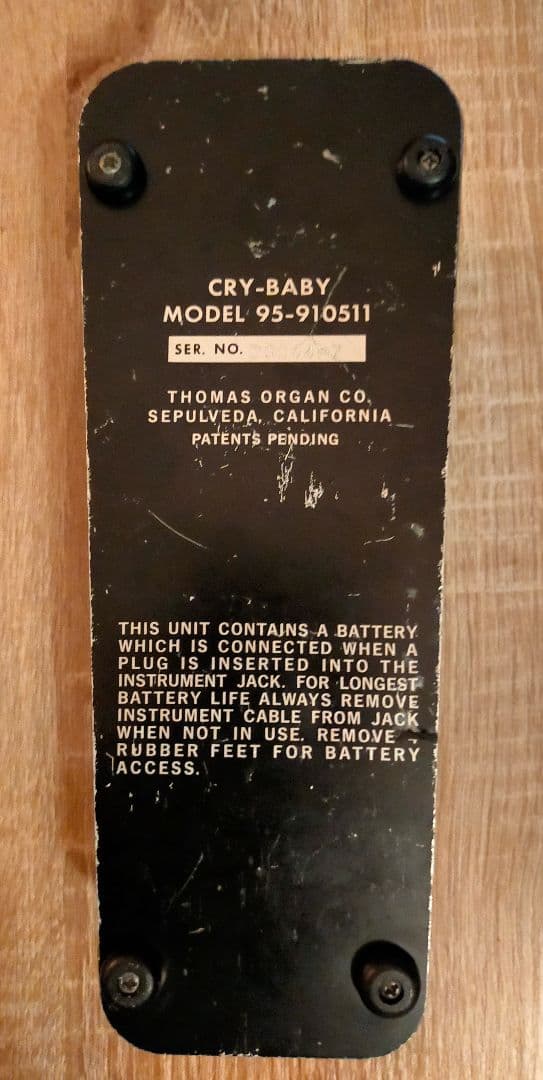 CRY-BABY
MODEL 95-910511
SER. NO.
THOMAS ORGAN CO.
SEPULVEDA, CALIFORNIA
PATENTS PENDING
THIS UNIT CONTAINS A BATTERY
WHICH IS CONNECTED WHEN A
PLUG IS INSERTED INTO THE
INSTRUMENT JACK. FOR LONGEST
BATTERY LIFE ALWAYS REMOVE
INSTRUMENT CABLE FROM JACK
WHEN NOT IN USE. REMOVE
RUBBER FEET FOR BATTERY
ACCESS.